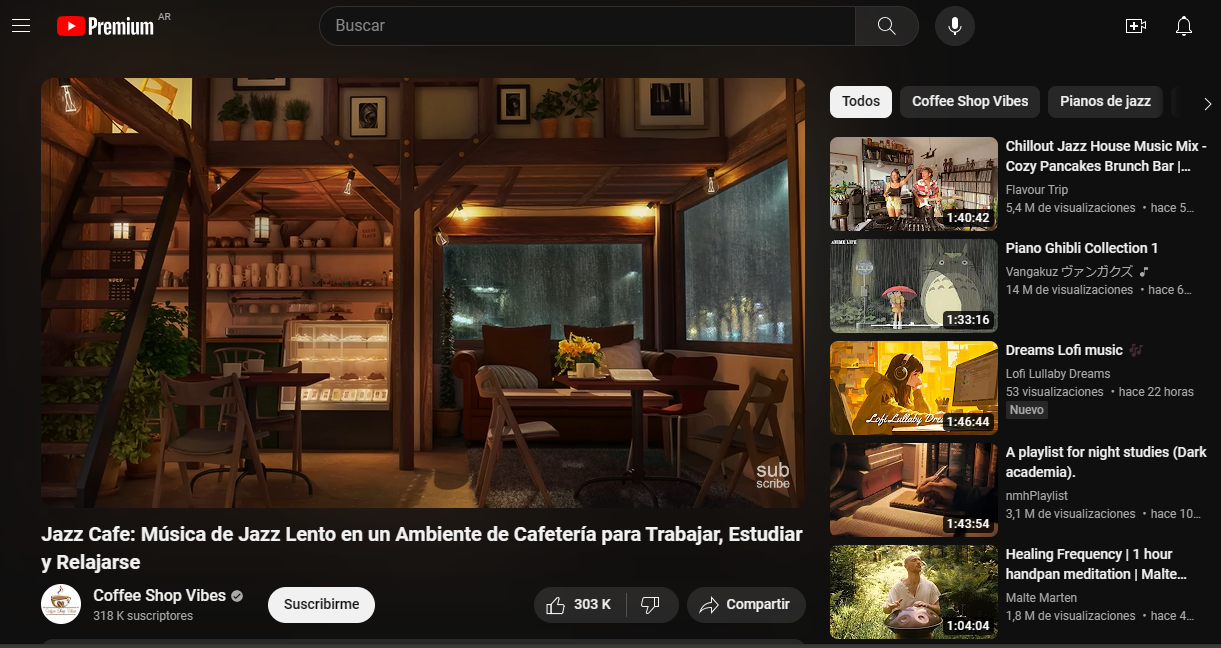 Premium AR
Buscar
sub
scribe
Jazz Cafe: Música de Jazz Lento en un Ambiente de Cafetería para Trabajar, Estudiar
y Relajarse
Coffee Shop Vibes
318 K suscriptores
Suscribirme
303 K
Compartir
Todos
Coffee Shop Vibes
Pianos de jazz
Chillout Jazz House Music Mix -
Cozy Pancakes Brunch Bar |...
Flavour Trip
5,4 M de visualizaciones • hace 5...
1:40:42
ANIME LIFE
Piano Ghibli Collection 1
Vangakuz ヴァンガクズ
14 M de visualizaciones • hace 6...
1:33:16
Dreams Lofi music
Lofi Lullaby Dreams
53 visualizaciones • hace 22 horas
Nuevo
Lofi Lullaby
1:46:44
A playlist for night studies (Dark
academia).
nmhPlaylist
3,1 M de visualizaciones • hace 10...
1:43:54
Healing Frequency | 1 hour
handpan meditation | Malte...
Malte Marten
1,8 M de visualizaciones • hace 4...
1:04:04